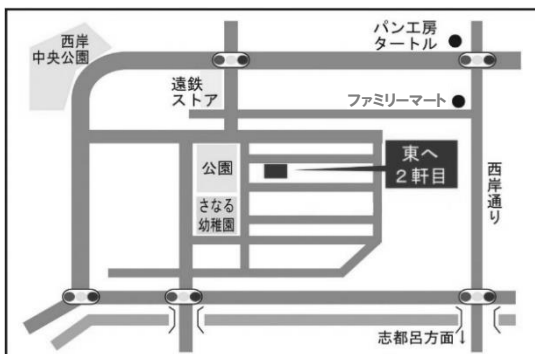 西岸
中央公園
パン工房
タートル
遠鉄
ストア
ファミリーマート
公園
東へ
2軒目
さなる
幼稚園
西岸通り
志都呂方面↓